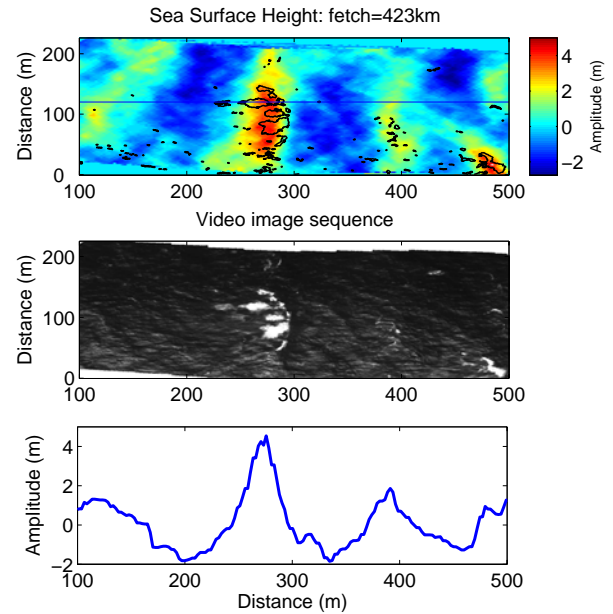 Sea Surface Height: fetch=423km
Distance (m)
200
100
0
100 200 300 400 500
4
2
0
−2
Amplitude (m)
Video image sequence
Distance (m)
200
100
0
100 200 300 400 500
Amplitude (m)
4
2
0
−2
100 200 300 400 500
Distance (m)